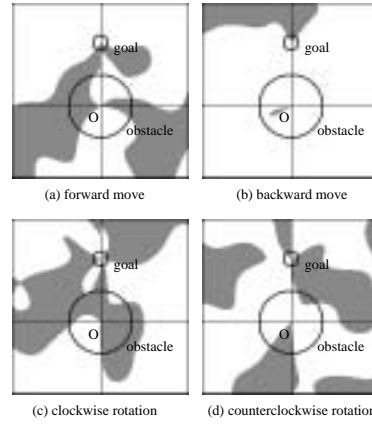 goal
O
obstacle
(a) forward move
goal
O
obstacle
(b) backward move
goal
O
obstacle
(c) clockwise rotation
goal
O
obstacle
(d) counterclockwise rotation